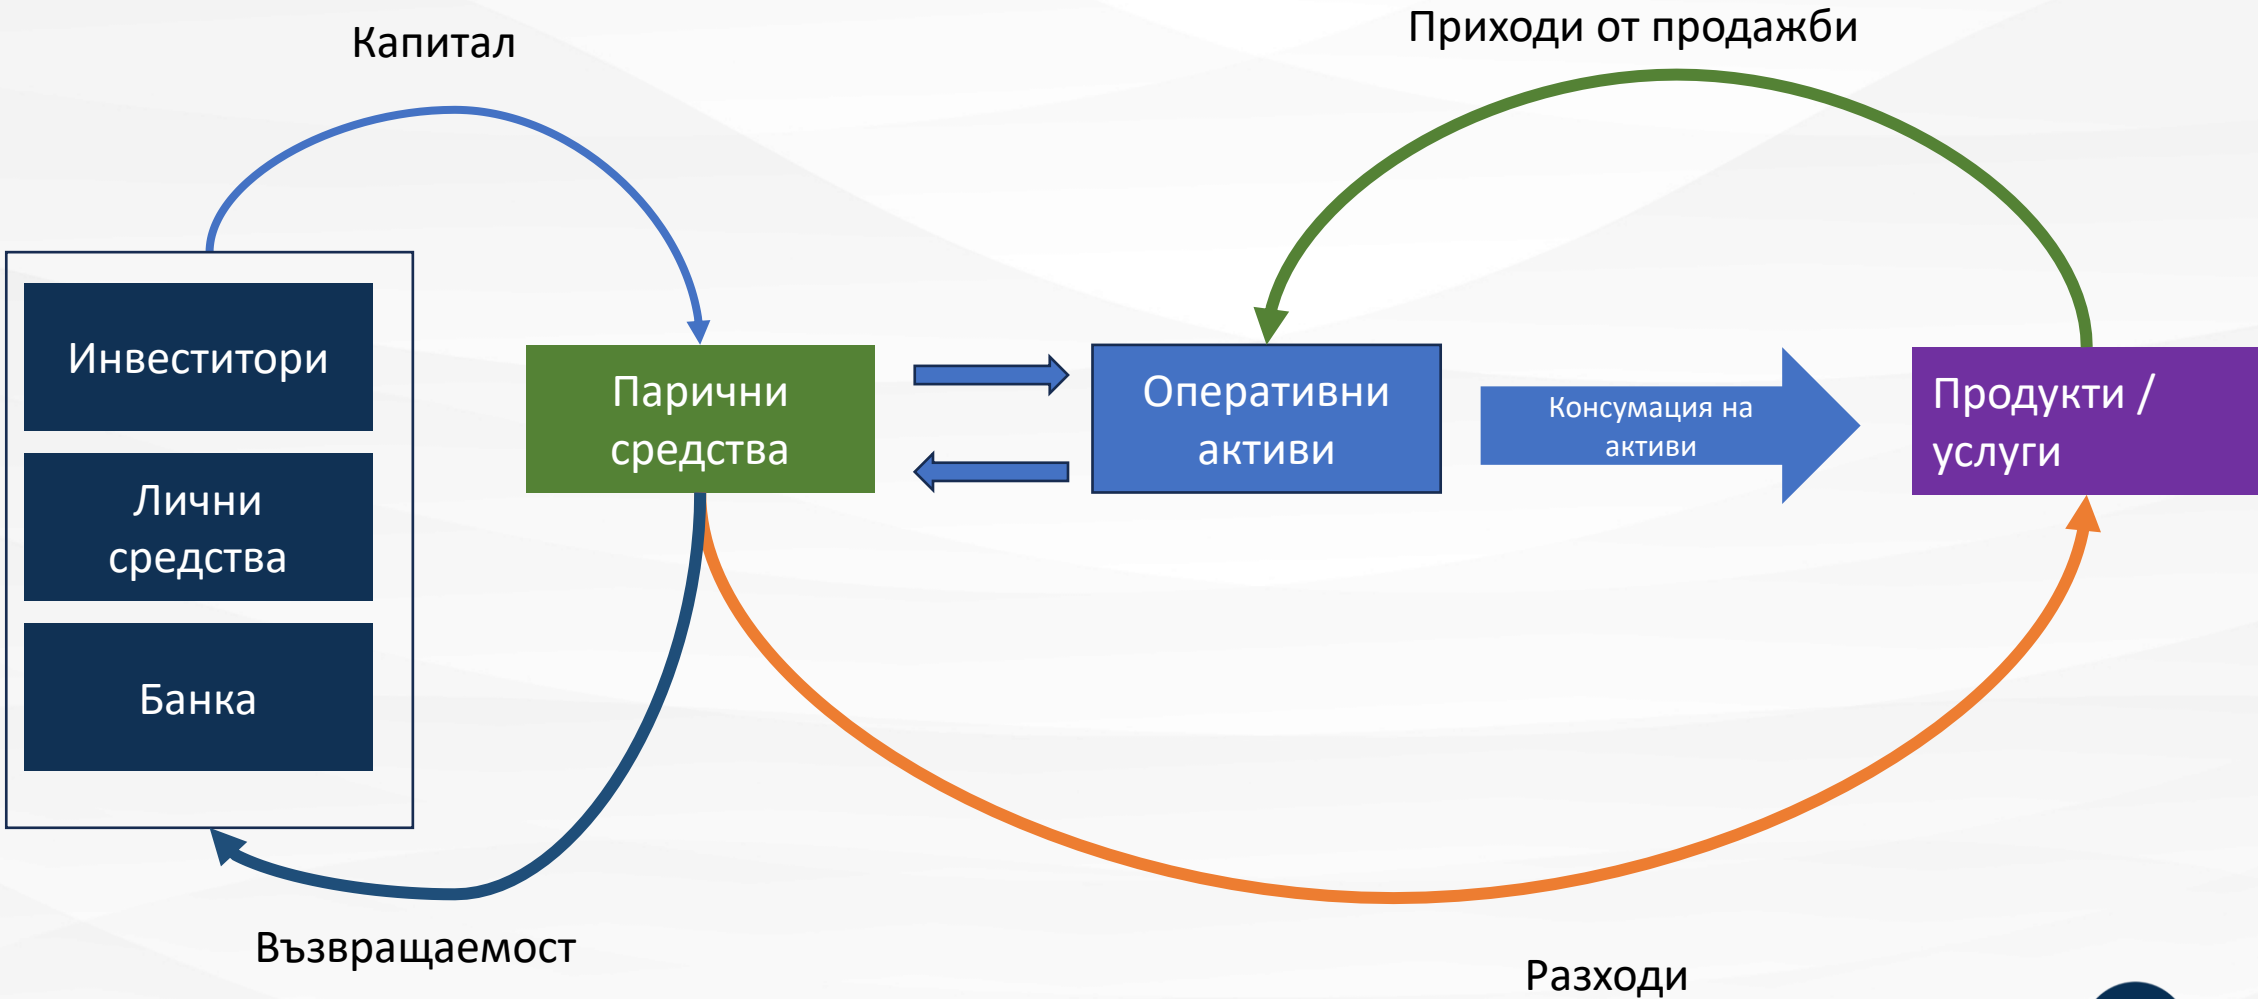 Капитал
Приходи от продажби
Инвеститори
Лични
средства
Банка
Парични
средства
Оперативни
активи
Консумация на
активи
Продукти /
услуги
Възвращаемост
Разходи